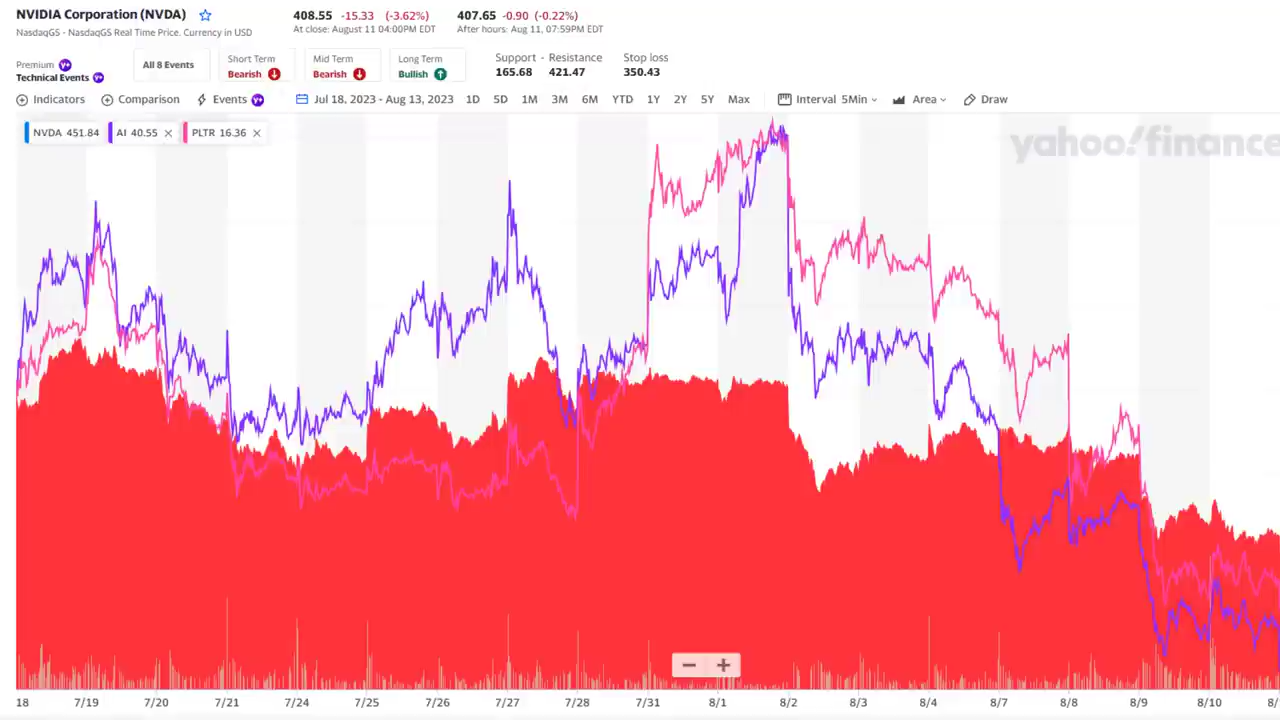 NVIDIA Corporation (NVDA)
408.55 -15.33 (-3.62%) 407.65 -0.90 (-0.22%)
NasdaqGS - NasdaqGS Real Time Price. Currency in USD
At close: August 11 04:00PM EDT After hours: Aug 11, 07:59PM EDT
Premium Y+
Technical Events Y+
All 8 Events
Short Term
Bearish
Mid Term
Bearish
Long Term
Bullish
Support - Resistance
165.68 421.47
Stop loss
350.43
Indicators Comparison Events Y+ Jul 18, 2023 - Aug 13, 2023 1D 5D 1M 3M 6M YTD 1Y 2Y 5Y Max Interval 5Min Area Draw
NVDA 451.84 AI 40.55 PLTR 16.36
yahoo!finance
18 7/19 7/20 7/21 7/24 7/25 7/26 7/27 7/28 7/31 8/1 8/2 8/3 8/4 8/7 8/8 8/9 8/10 8/